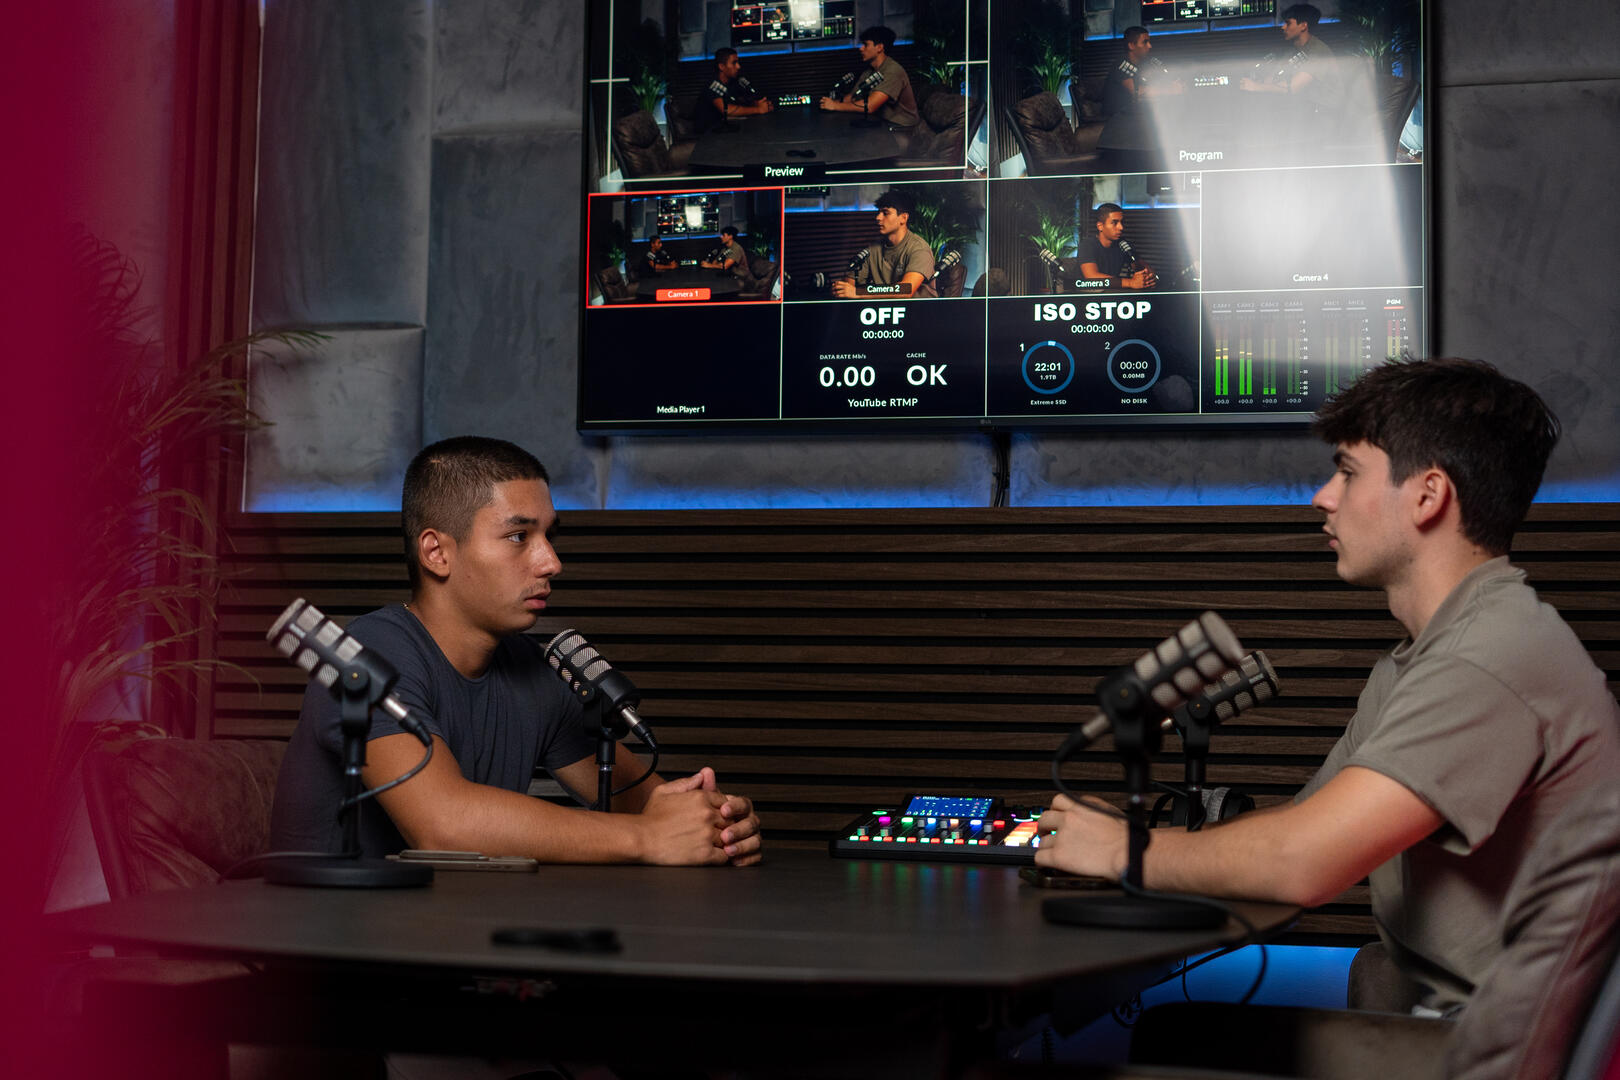 Preview
Program
Camera 1
Camera 2
Camera 3
Camera 4
OFF
00:00:00
DATA RATE Mb/s
CACHE
0.00
OK
YouTube RTMP
ISO STOP
00:00:00
1
22:01
1.9TB
Extreme SSD
2
00:00
0.00MB
NO DISK
CAM1 CAM2 CAM3 CAM4 MIC1 MIC2 PGM
+00.0 +00.0 +00.0 +00.0
Media Player 1
LG